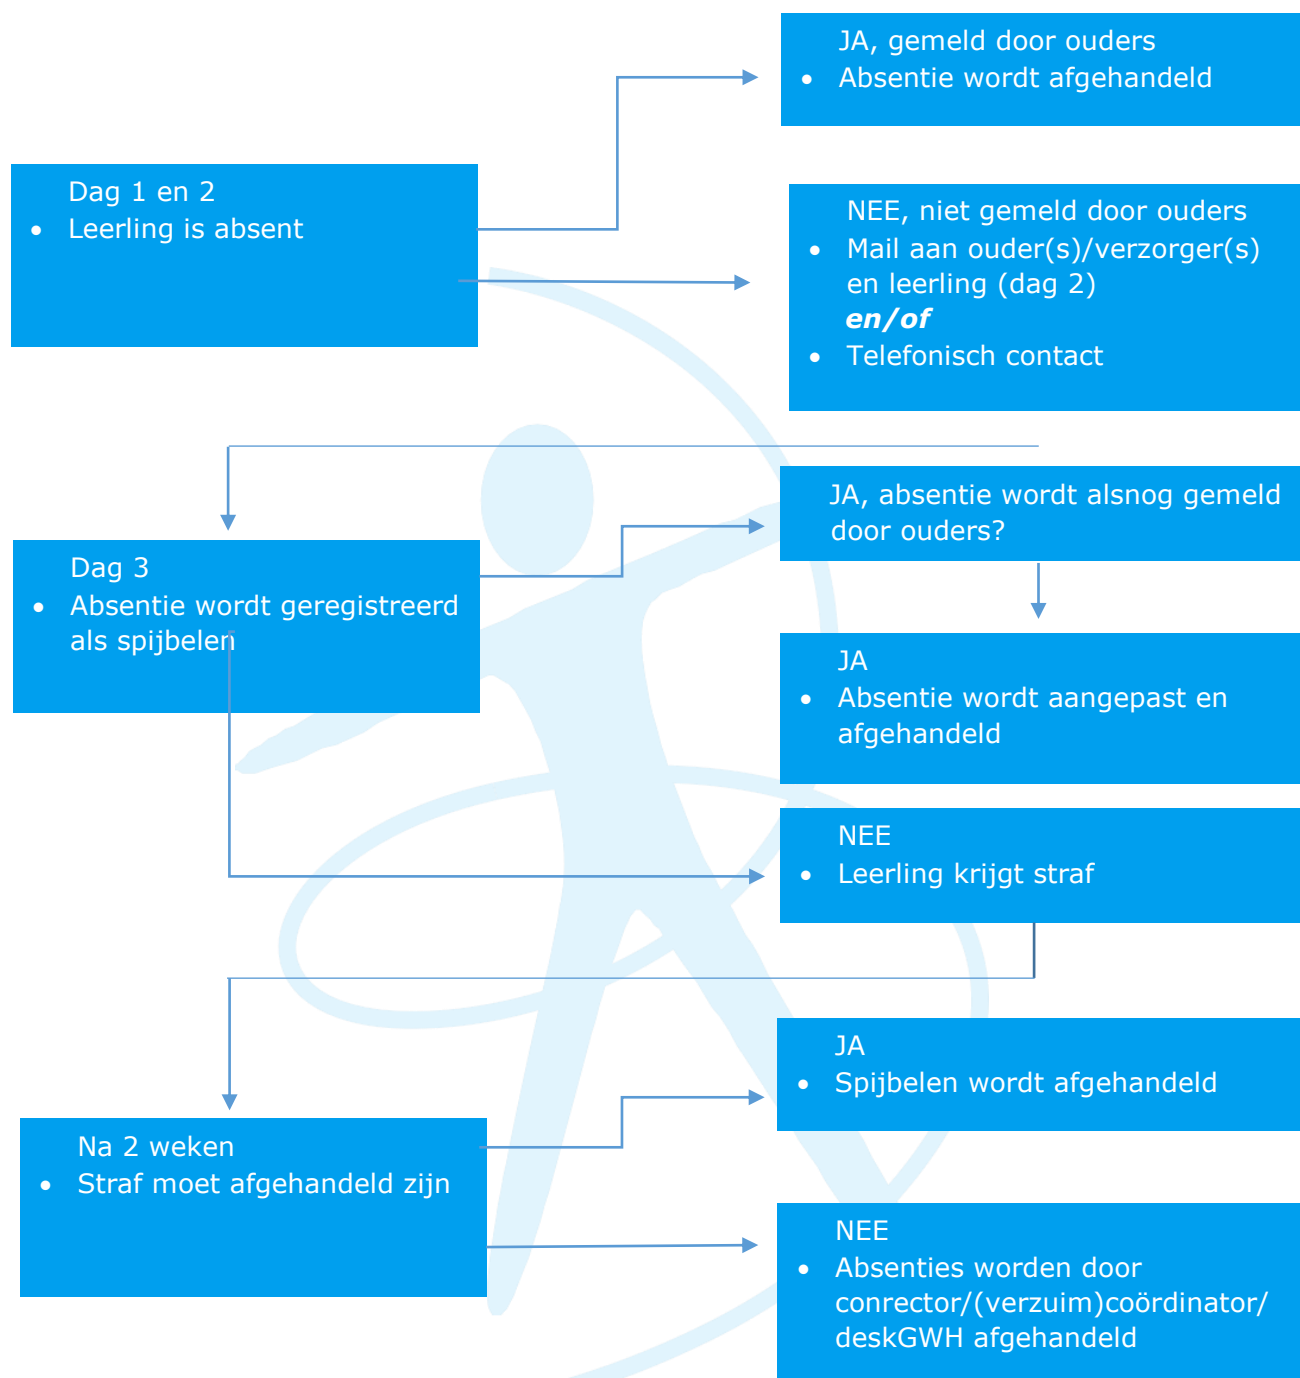 JA, gemeld door ouders
• Absentie wordt afgehandeld
Dag 1 en 2
• Leerling is absent
NEE, niet gemeld door ouders
• Mail aan ouder(s)/verzorger(s)
en leerling (dag 2)
en/of
• Telefonisch contact
JA, absentie wordt alsnog gemeld
door ouders?
Dag 3
• Absentie wordt geregistreerd
als spijbelen
JA
• Absentie wordt aangepast en
afgehandeld
NEE
• Leerling krijgt straf
JA
• Spijbelen wordt afgehandeld
Na 2 weken
• Straf moet afgehandeld zijn
NEE
• Absenties worden door
conrector/(verzuim)coördinator/
deskGWH afgehandeld